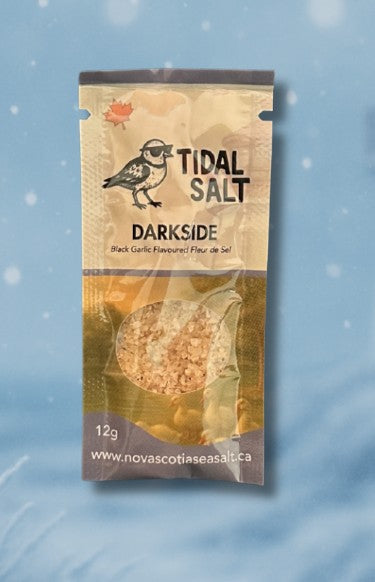 TIDAL
SALT
DARKSIDE
Black Garlic Flavoured Fleur de Sel
12g
www.novascotiaseasalt.ca